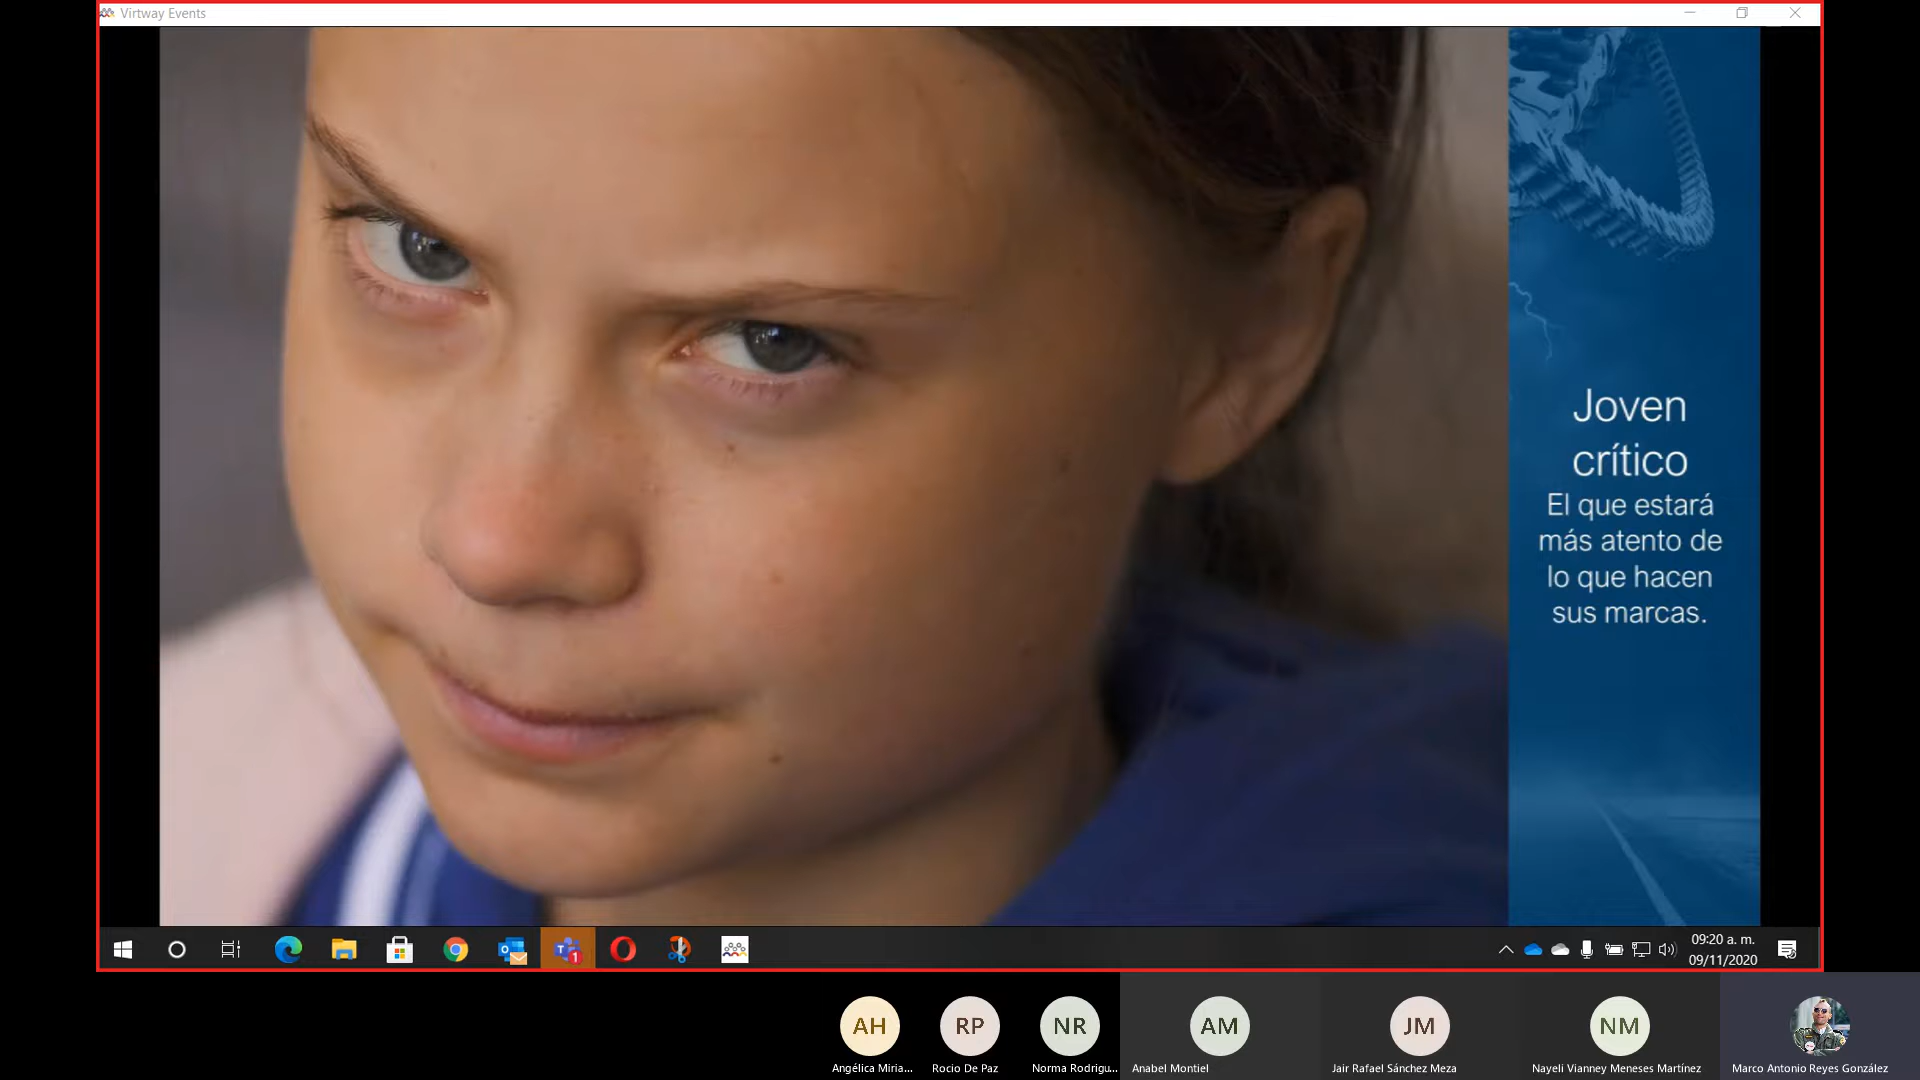 Virtway Events
Joven
crítico
El que estará
más atento de
lo que hacen
sus marcas.
1
09:20 a. m.
09/11/2020
AH
RP
NR
AM
JM
NM
Angélica Miria...
Rocio De Paz
Norma Rodrigu...
Anabel Montiel
Jair Rafael Sánchez Meza
Nayeli Vianney Meneses Martínez
Marco Antonio Reyes González